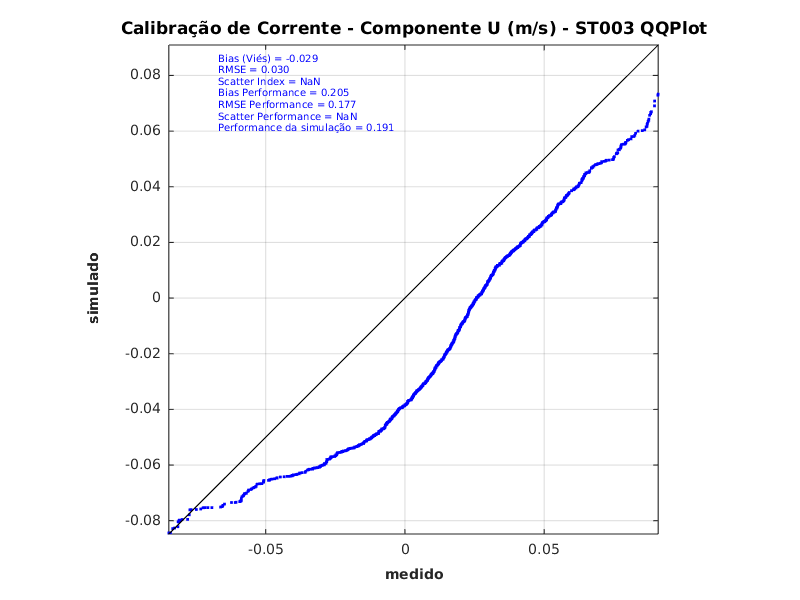 Calibração de Corrente - Componente U (m/s) - ST003 QQPlot
Bias (Viés) = -0.029
RMSE = 0.030
Scatter Index = NaN
Bias Performance = 0.205
RMSE Performance = 0.177
Scatter Performance = NaN
Performance da simulação = 0.191
0.08
0.06
0.04
0.02
0
-0.02
-0.04
-0.06
-0.08
simulado
-0.05
0
0.05
medido